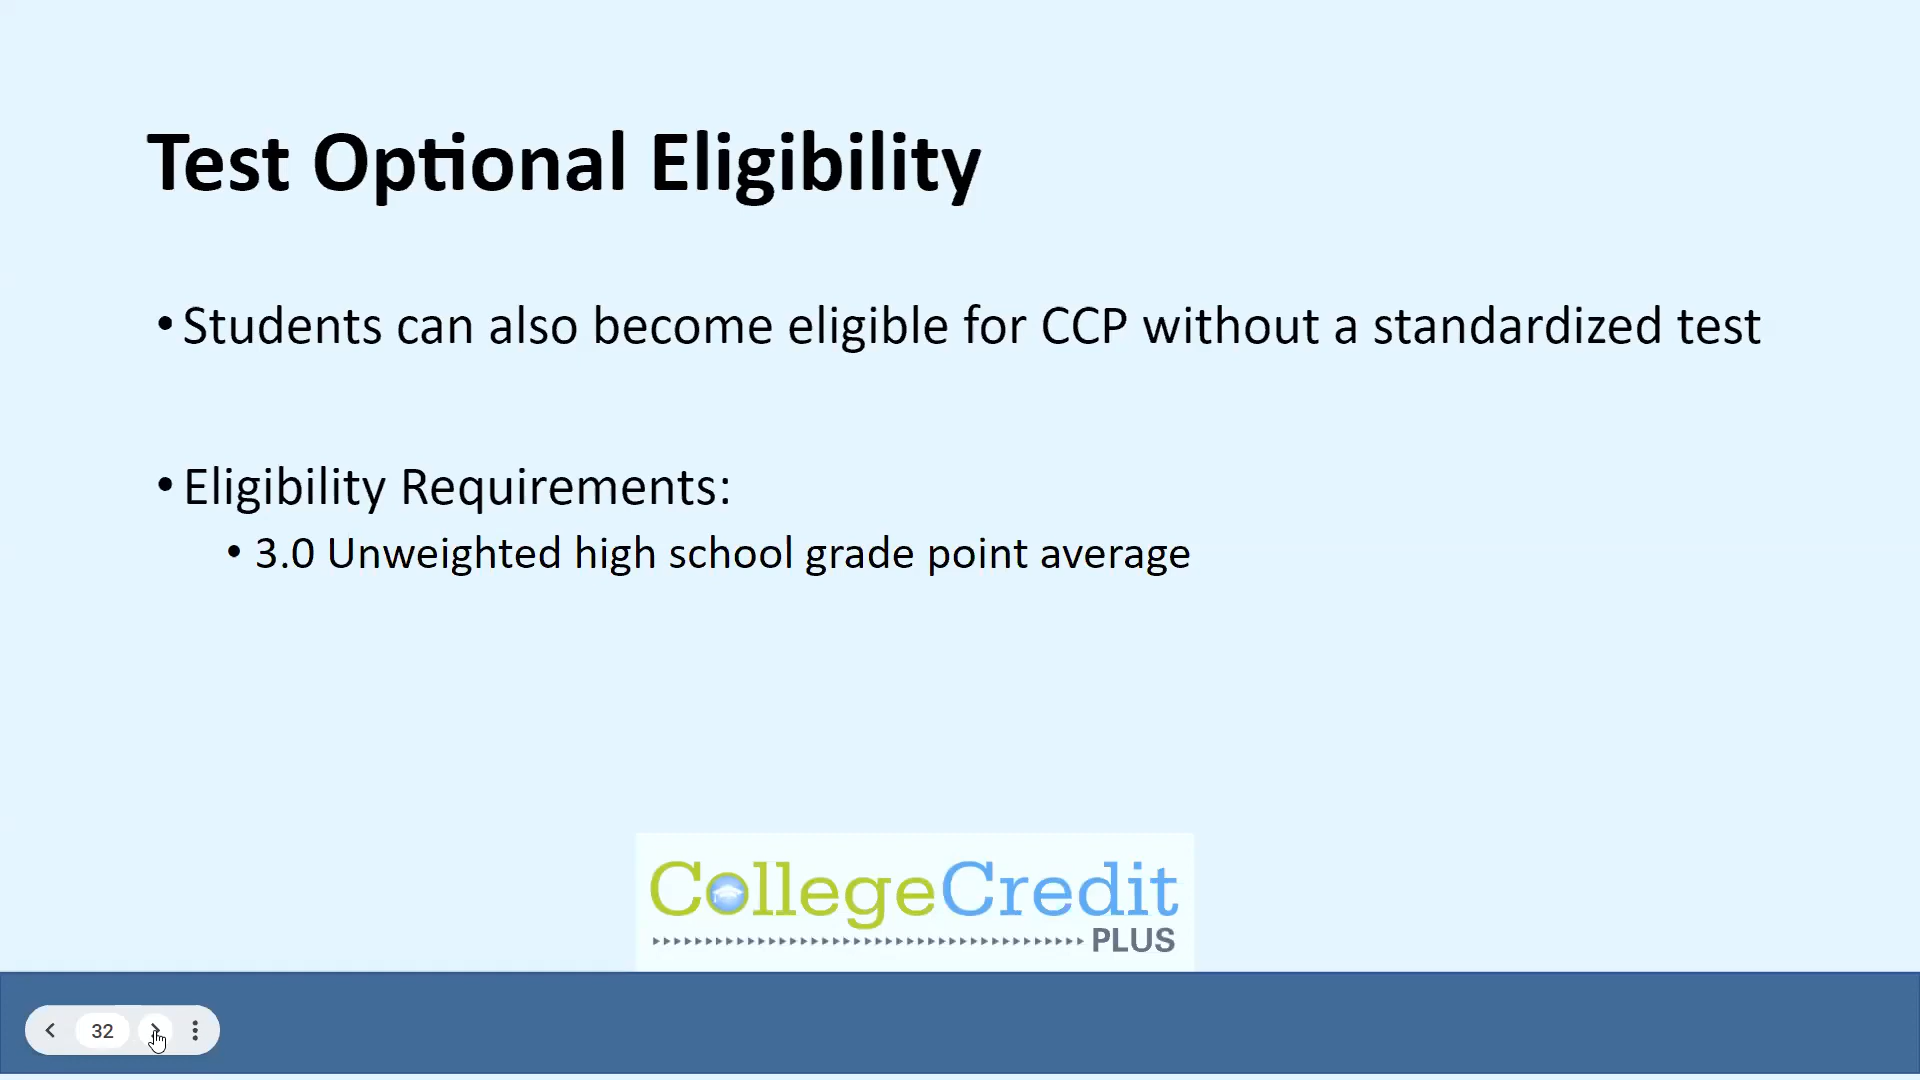 Test Optional Eligibility
•Students can also become eligible for CCP without a standardized test
•Eligibility Requirements:
•3.0 Unweighted high school grade point average
CollegeCredit
PLUS
32